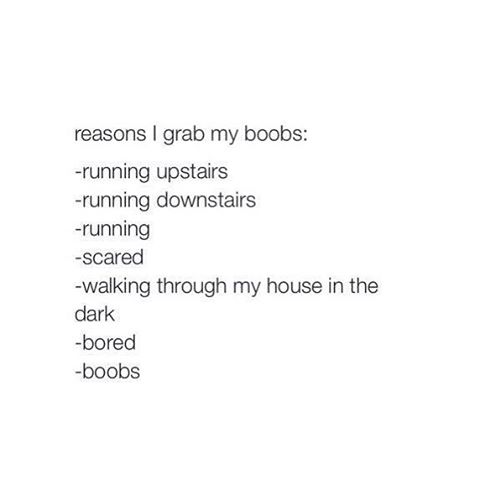 reasons I grab my boobs:
-running upstairs
-running downstairs
-running
-scared
-walking through my house in the
dark
-bored
-boobs